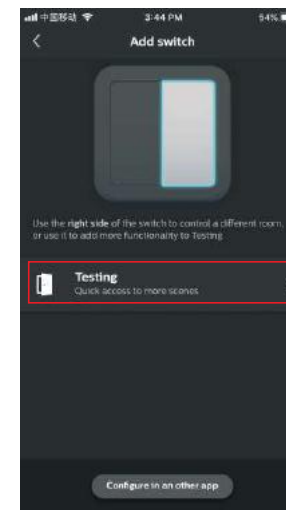 中国移动 3:44 PM 54%
Add switch
Use the right side of the switch to control a different room,
or use it to add more functionality to Testing
Testing
Quick access to more scenes
Configure in an other app